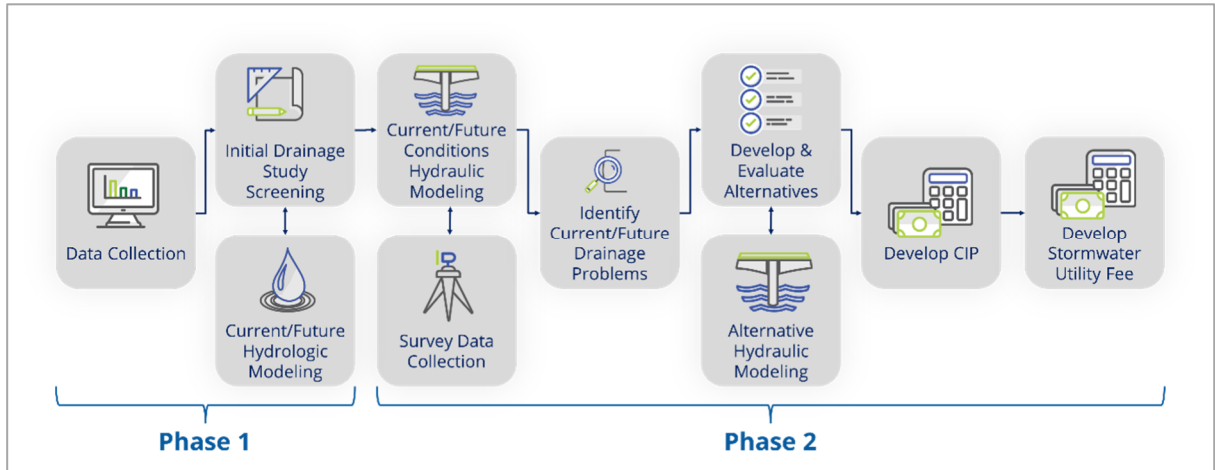 Data Collection
Initial Drainage
Study
Screening
Current/Future
Hydrologic
Modeling
Current/Future
Conditions
Hydraulic
Modeling
Survey Data
Collection
Identify
Current/Future
Drainage
Problems
Develop &
Evaluate
Alternatives
Alternative
Hydraulic
Modeling
Develop CIP
Develop
Stormwater
Utility Fee
Phase 1
Phase 2